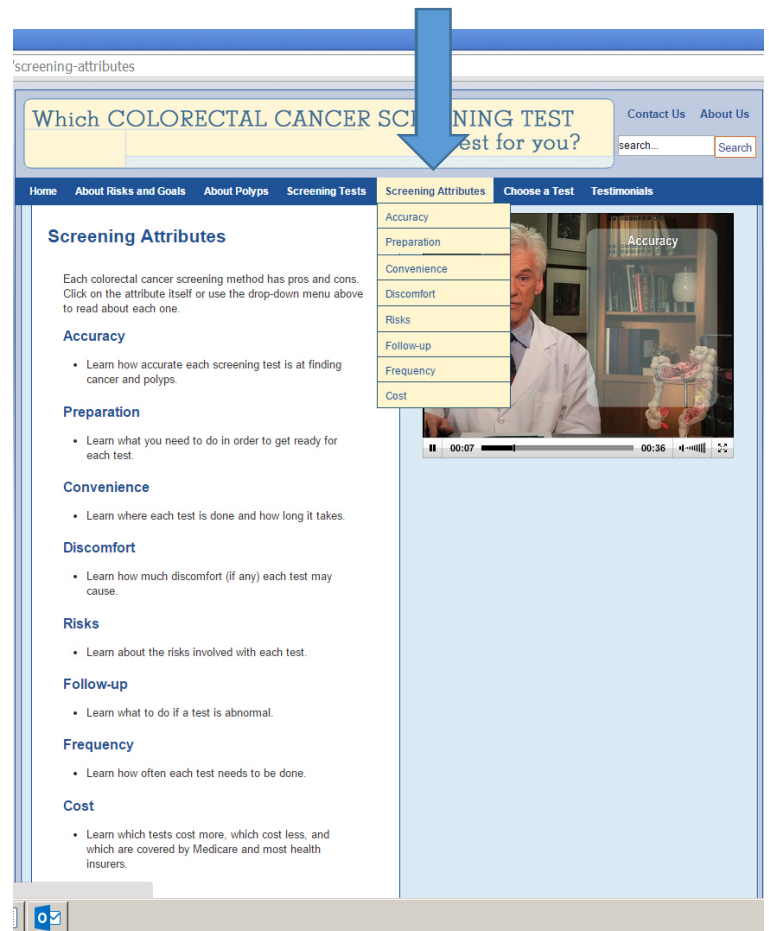 /screening-attributes
Which COLORECTAL CANCER SC NING TEST
est for you?
Contact Us About Us
search... Search
Home About Risks and Goals About Polyps Screening Tests Screening Attributes Choose a Test Testimonials
Accuracy
Preparation
Convenience
Discomfort
Risks
Follow-up
Frequency
Cost
Screening Attributes
Each colorectal cancer screening method has pros and cons.
Click on the attribute itself or use the drop-down menu above
to read about each one.
Accuracy
• Learn how accurate each screening test is at finding
cancer and polyps.
Preparation
• Learn what you need to do in order to get ready for
each test.
Convenience
• Learn where each test is done and how long it takes.
Discomfort
• Learn how much discomfort (if any) each test may
cause.
Risks
• Learn about the risks involved with each test.
Follow-up
• Learn what to do if a test is abnormal.
Frequency
• Learn how often each test needs to be done.
Cost
• Learn which tests cost more, which cost less, and
which are covered by Medicare and most health
insurers.
Accuracy
00:07 00:36